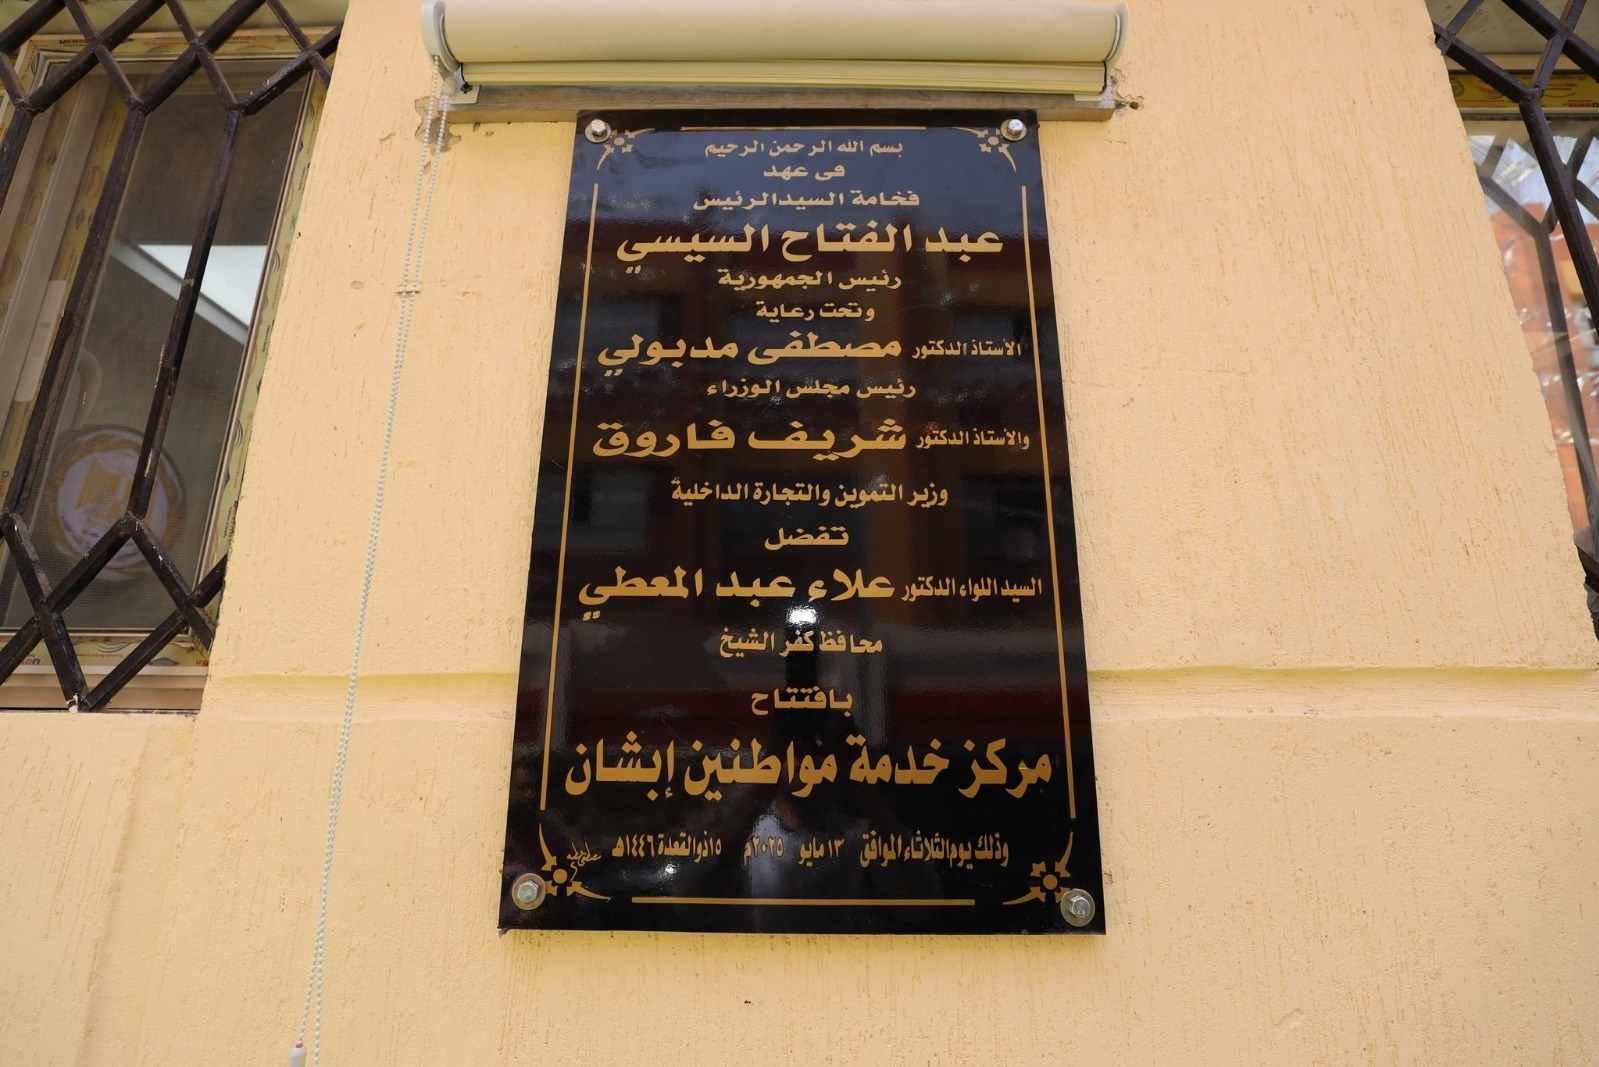 بسم الله الرحمن الرحيم
فى عهد
فخامة السيد الرئيس
عبد الفتاح السيسي
رئيس الجمهورية
وتحت رعاية
الأستاذ الدكتور مصطفى مدبولي
رئيس مجلس الوزراء
والأستاذ الدكتور شريف فاروق
وزير التموين والتجارة الداخلية
تفضل
السيد اللواء الدكتور علاء عبد المعطي
محافظ كفر الشيخ
بافتتاح
مركز خدمة مواطنين إبشان
وذلك يوم الثلاثاء الموافق ١٣ مايو ٢٠٢٥م ١٥ ذو القعدة ١٤٤٦هـ